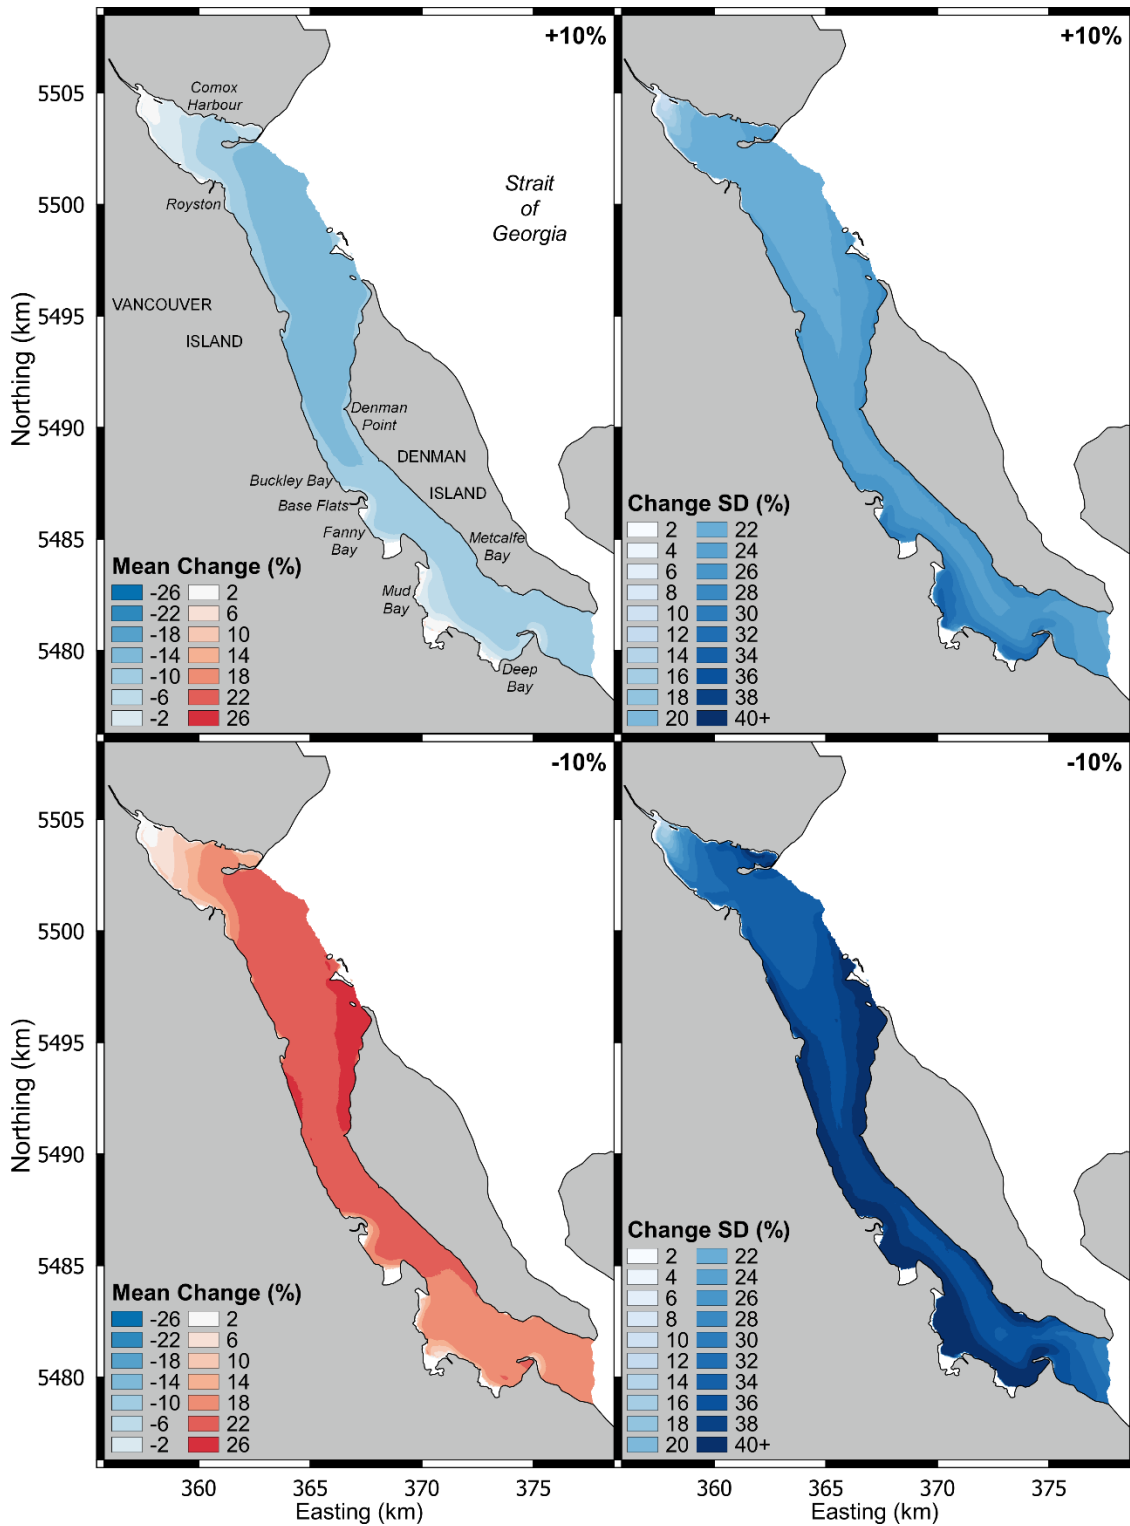 +10%
Comox
Harbour
5505
Strait
of
Georgia
5500
Royston
VANCOUVER
ISLAND
5495
Northing (km)
5490
Denman
Point
DENMAN
ISLAND
Buckley Bay
Base Flats
Fanny
Bay
Metcalfe
Bay
5485
Mud
Bay
Deep
Bay
5480
Mean Change (%)
-26 2
-22 6
-18 10
-14 14
-10 18
-6 22
-2 26
+10%
Change SD (%)
2 22
4 24
6 26
8 28
10 30
12 32
14 34
16 36
18 38
20 40+
-10%
5505
5500
5495
Northing (km)
5490
5485
5480
Mean Change (%)
-26 2
-22 6
-18 10
-14 14
-10 18
-6 22
-2 26
360 365 370 375
Easting (km)
-10%
Change SD (%)
2 22
4 24
6 26
8 28
10 30
12 32
14 34
16 36
18 38
20 40+
360 365 370 375
Easting (km)